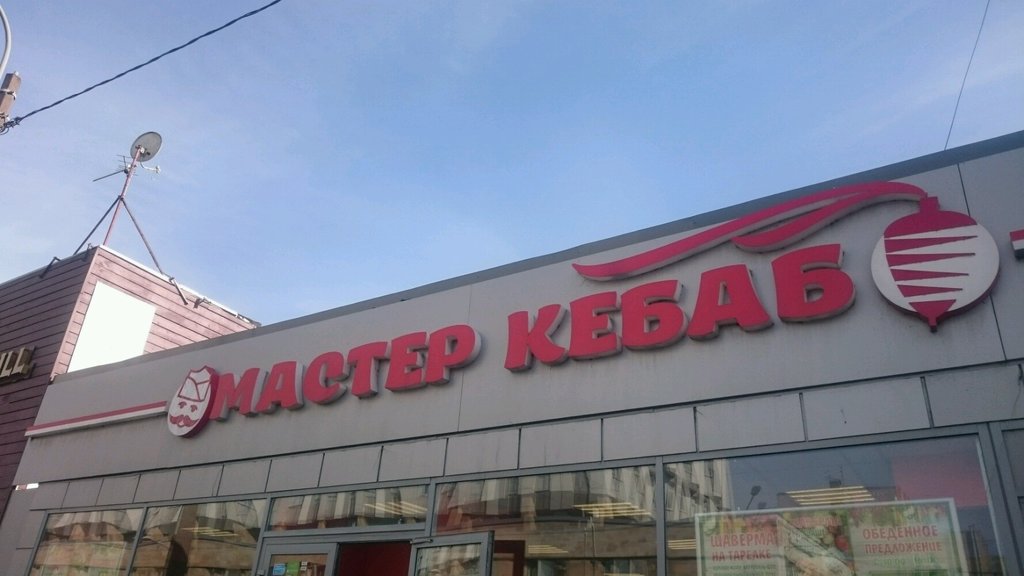 МАСТЕР КЕБАБ
ШАВЕРМА
НА ТАРЕЛКЕ
ОБЕДЕННОЕ
ПРЕДЛОЖЕНИЕ